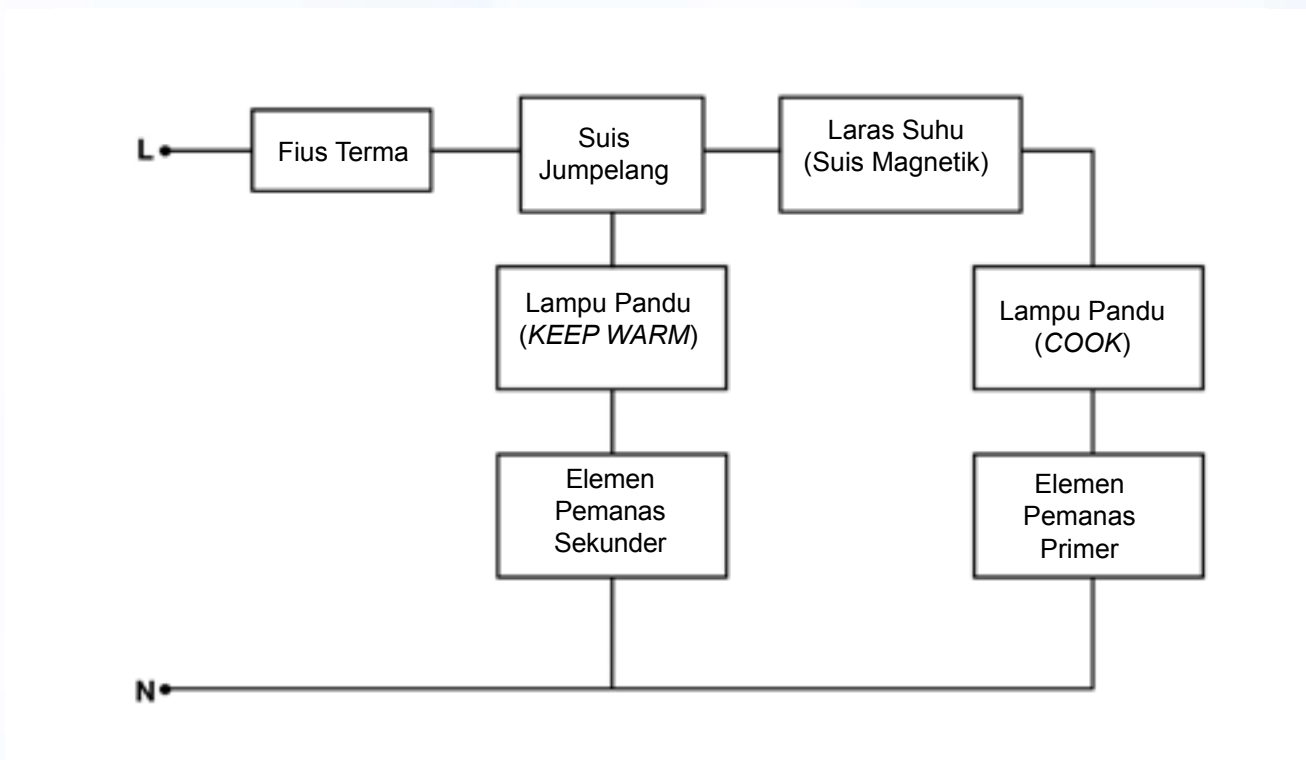 L
Fius Terma
Suis
Jumpelang
Laras Suhu
(Suis Magnetik)
Lampu Pandu
(KEEP WARM)
Lampu Pandu
(COOK)
Elemen
Pemanas
Sekunder
Elemen
Pemanas
Primer
N